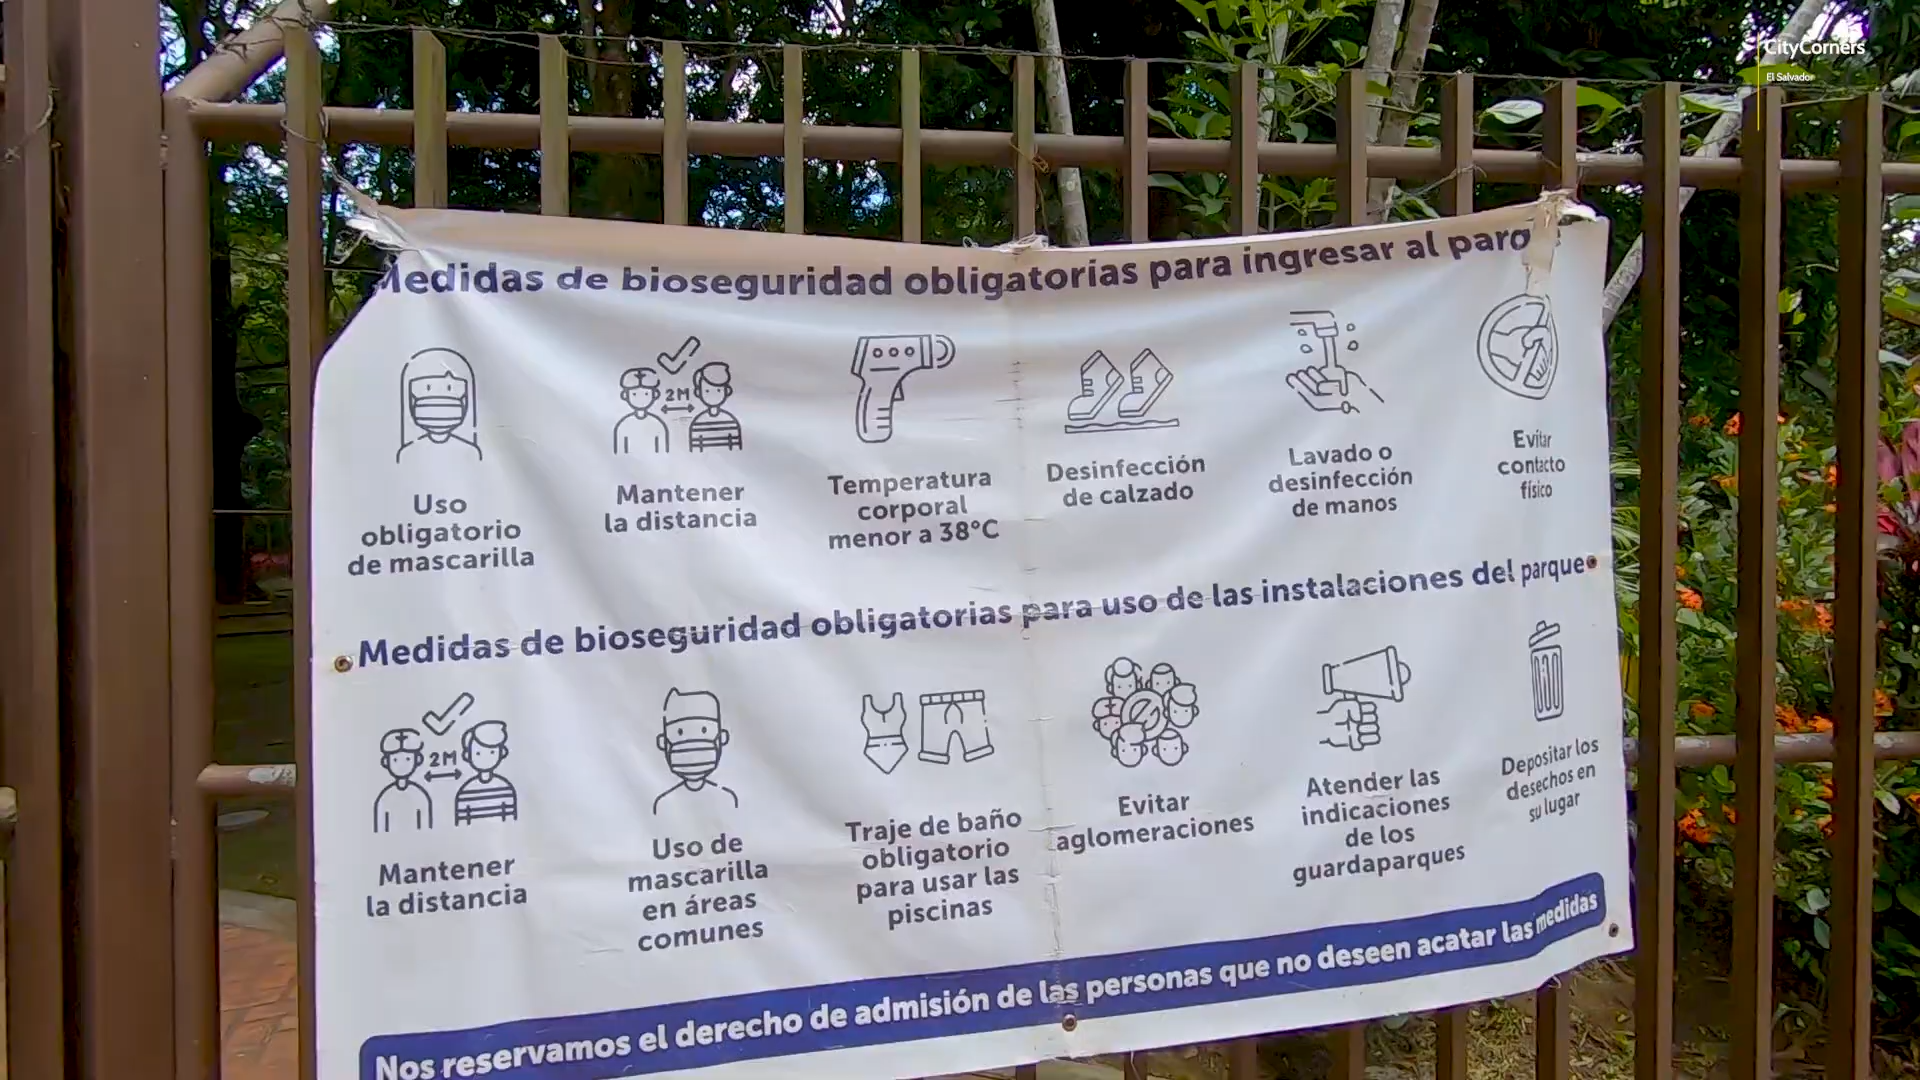 CityCorners
El Salvador
Medidas de bioseguridad obligatorias para ingresar al parq
Uso
obligatorio
de mascarilla
2M
Mantener
la distancia
Temperatura
corporal
menor a 38°C
Desinfección
de calzado
Lavado o
desinfección
de manos
Evitar
contacto
físico
Medidas de bioseguridad obligatorias para uso de las instalaciones del parque
2M
Mantener
la distancia
Uso de
mascarilla
en áreas
comunes
Traje de baño
obligatorio
para usar las
piscinas
Evitar
aglomeraciones
Atender las
indicaciones
de los
guardaparques
Depositar los
desechos en
su lugar
Nos reservamos el derecho de admisión de las personas que no deseen acatar las medidas